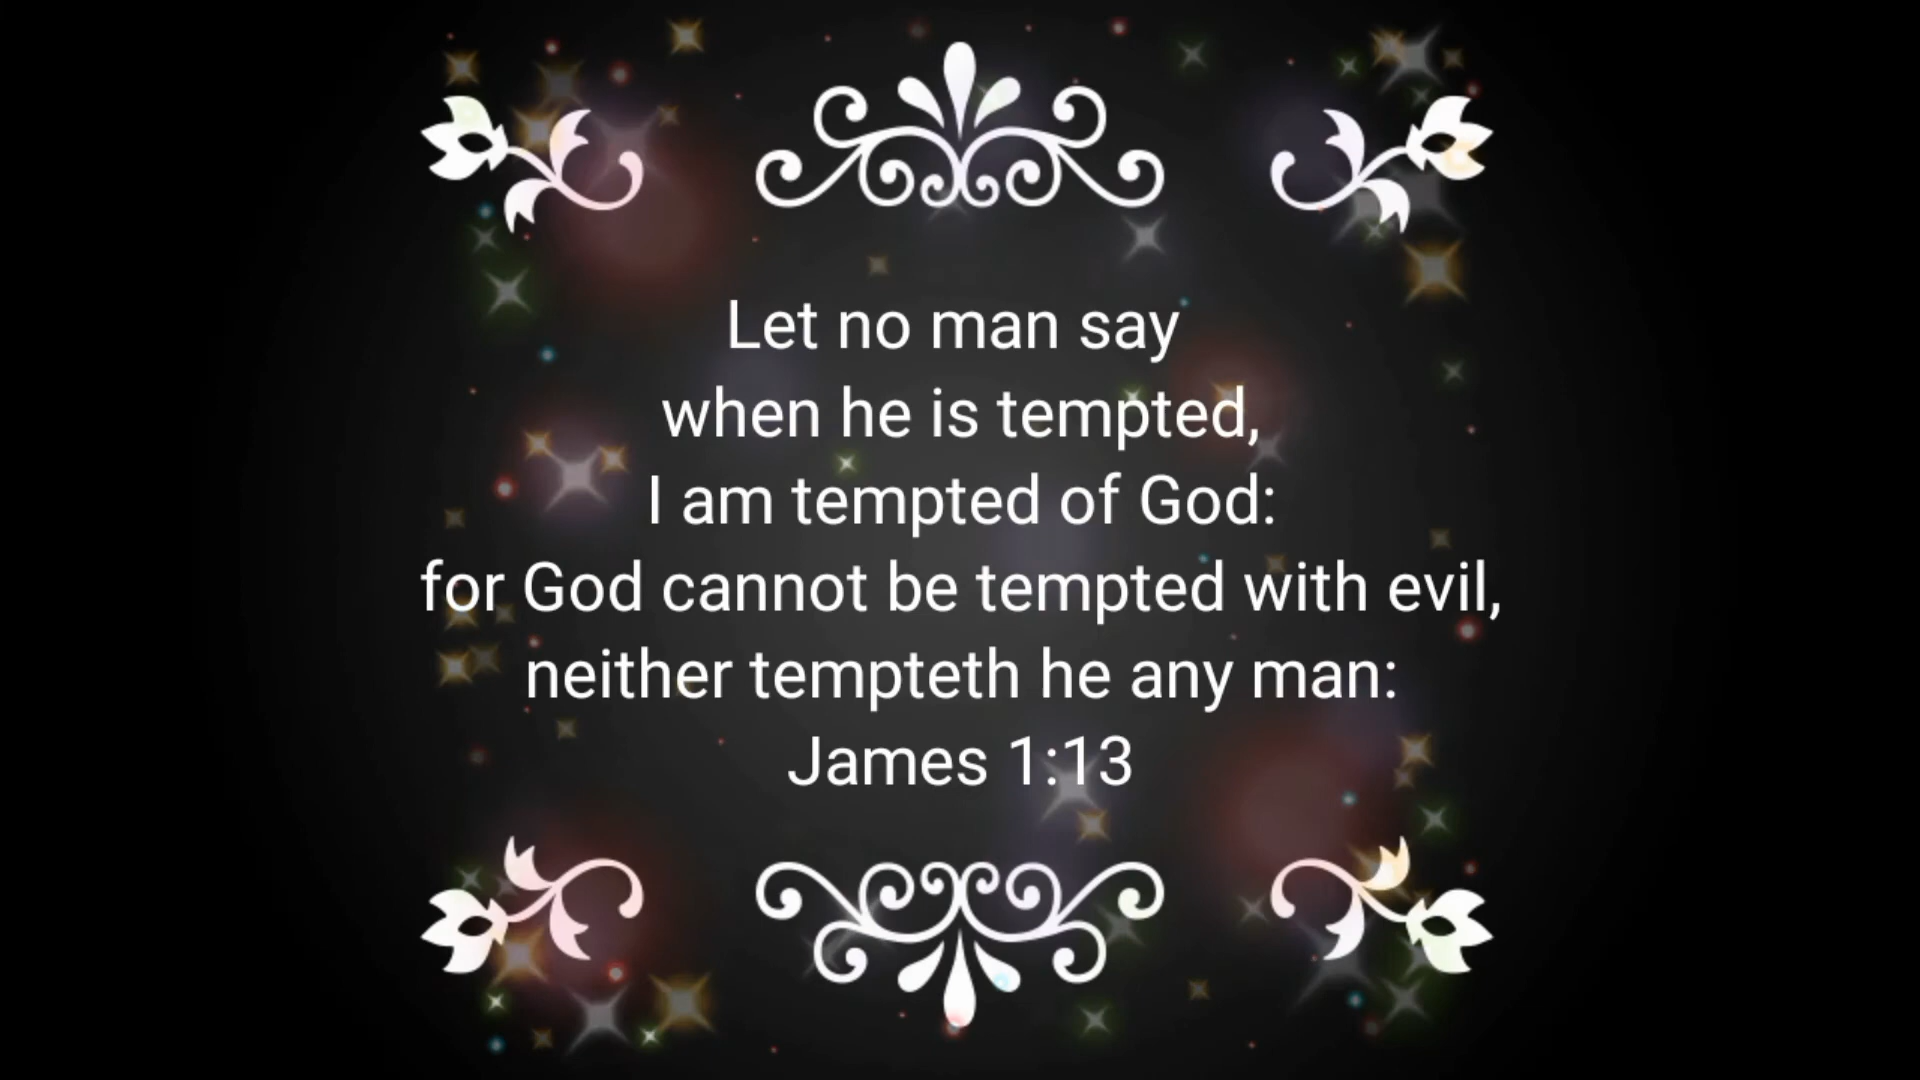 Let no man say
when he is tempted,
I am tempted of God:
for God cannot be tempted with evil,
neither tempteth he any man:
James 1:13